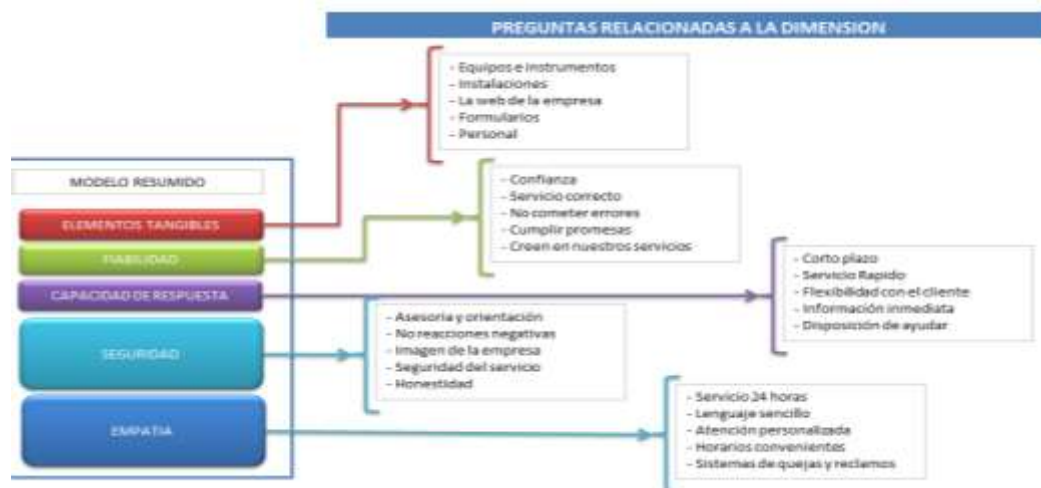 PREGUNTAS RELACIONADAS A LA DIMENSION
- Equipos e instrumentos
- Instalaciones
- La web de la empresa
- Formularios
- Personal
MODELO RESUMIDO
ELEMENTOS TANGIBLES
FIABILIDAD
CAPACIDAD DE RESPUESTA
SEGURIDAD
EMPATIA
- Confianza
- Servicio correcto
- No cometer errores
- Cumplir promesas
- Creen en nuestros servicios
- Corto plazo
- Servicio Rapido
- Flexibilidad con el cliente
- Información inmediata
- Disposición de ayudar
- Asesoria y orientación
- No reacciones negativas
- Imagen de la empresa
- Seguridad del servicio
- Honestidad
- Servicio 24 horas
- Lenguaje sencillo
- Atención personalizada
- Horarios convenientes
- Sistemas de quejas y reclamos